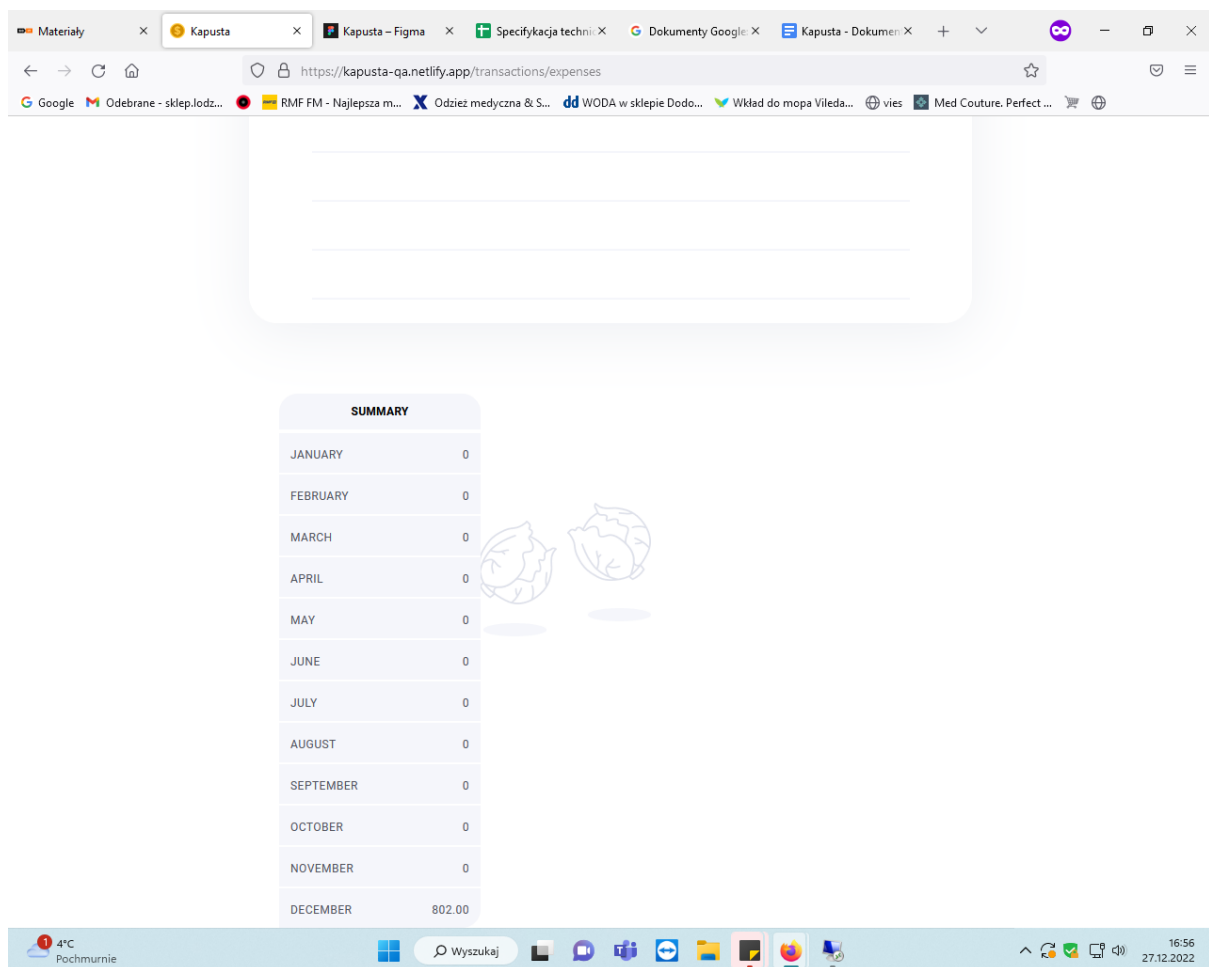 Materiały
Kapusta
Kapusta – Figma
Specyfikacja technic
Dokumenty Google:
Kapusta - Dokumen
https://kapusta-qa.netlify.app/transactions/expenses
Google
Odebrane - sklep.lodz...
RMF FM - Najlepsza m...
Odzież medyczna & S...
WODA w sklepie Dodo...
Wkład do mopa Vileda...
vies
Med Couture. Perfect ...
SUMMARY
JANUARY 0
FEBRUARY 0
MARCH 0
APRIL 0
MAY 0
JUNE 0
JULY 0
AUGUST 0
SEPTEMBER 0
OCTOBER 0
NOVEMBER 0
DECEMBER 802.00
1
4°C
Pochmurnie
Wyszukaj
16:56
27.12.2022